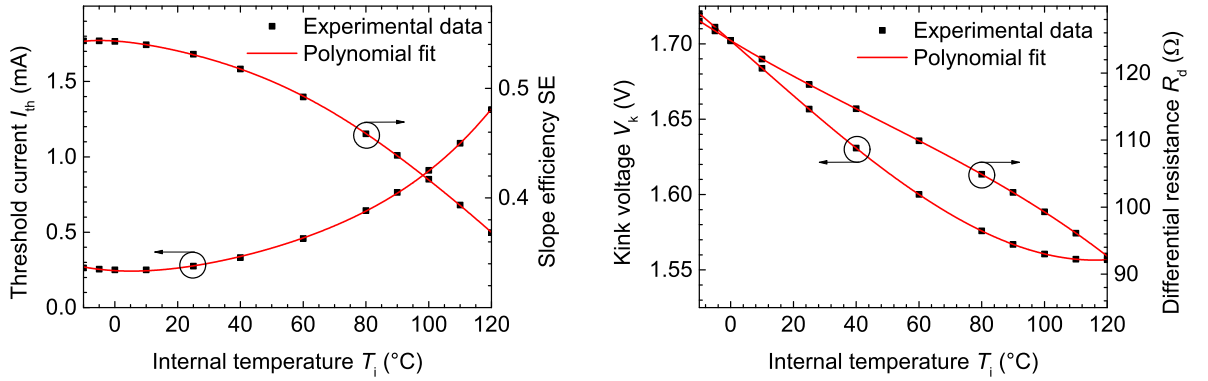 Experimental data
Polynomial fit
Threshold current I_th (mA)
1.5
1.0
0.5
0.0
0.5
0.4
Slope efficiency SE
0 20 40 60 80 100 120
Internal temperature T_i (°C)
Experimental data
Polynomial fit
Kink voltage V_k (V)
1.70
1.65
1.60
1.55
120
110
100
90
Differential resistance R_d (Ω)
0 20 40 60 80 100 120
Internal temperature T_i (°C)